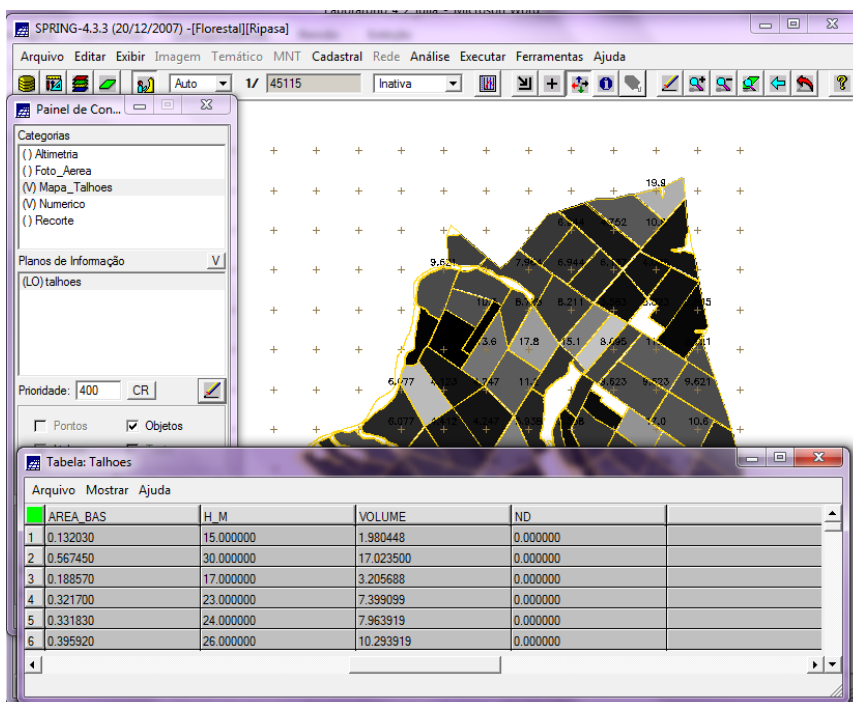 SPRING-4.3.3 (20/12/2007) -[Florestal][Ripasa]
Arquivo Editar Exibir Imagem Temático MNT Cadastral Rede Análise Executar Ferramentas Ajuda
Auto 1/ 45115 Inativa
Painel de Con...
Categorias
( ) Altimetria
( ) Foto_Aerea
(V) Mapa_Talhoes
(V) Numerico
( ) Recorte
Planos de Informação V
(LO) talhoes
Prioridade: 400 CR
Pontos Objetos
19.9
9.621
6.944
8.211
17.8 15.1
6.077
9.623 9.621
6.077
17.0 10.6
Tabela: Talhoes
Arquivo Mostrar Ajuda
AREA_BAS H_M VOLUME ND
1 0.132030 15.000000 1.980448 0.000000
2 0.567450 30.000000 17.023500 0.000000
3 0.188570 17.000000 3.205688 0.000000
4 0.321700 23.000000 7.399099 0.000000
5 0.331830 24.000000 7.963919 0.000000
6 0.395920 26.000000 10.293919 0.000000